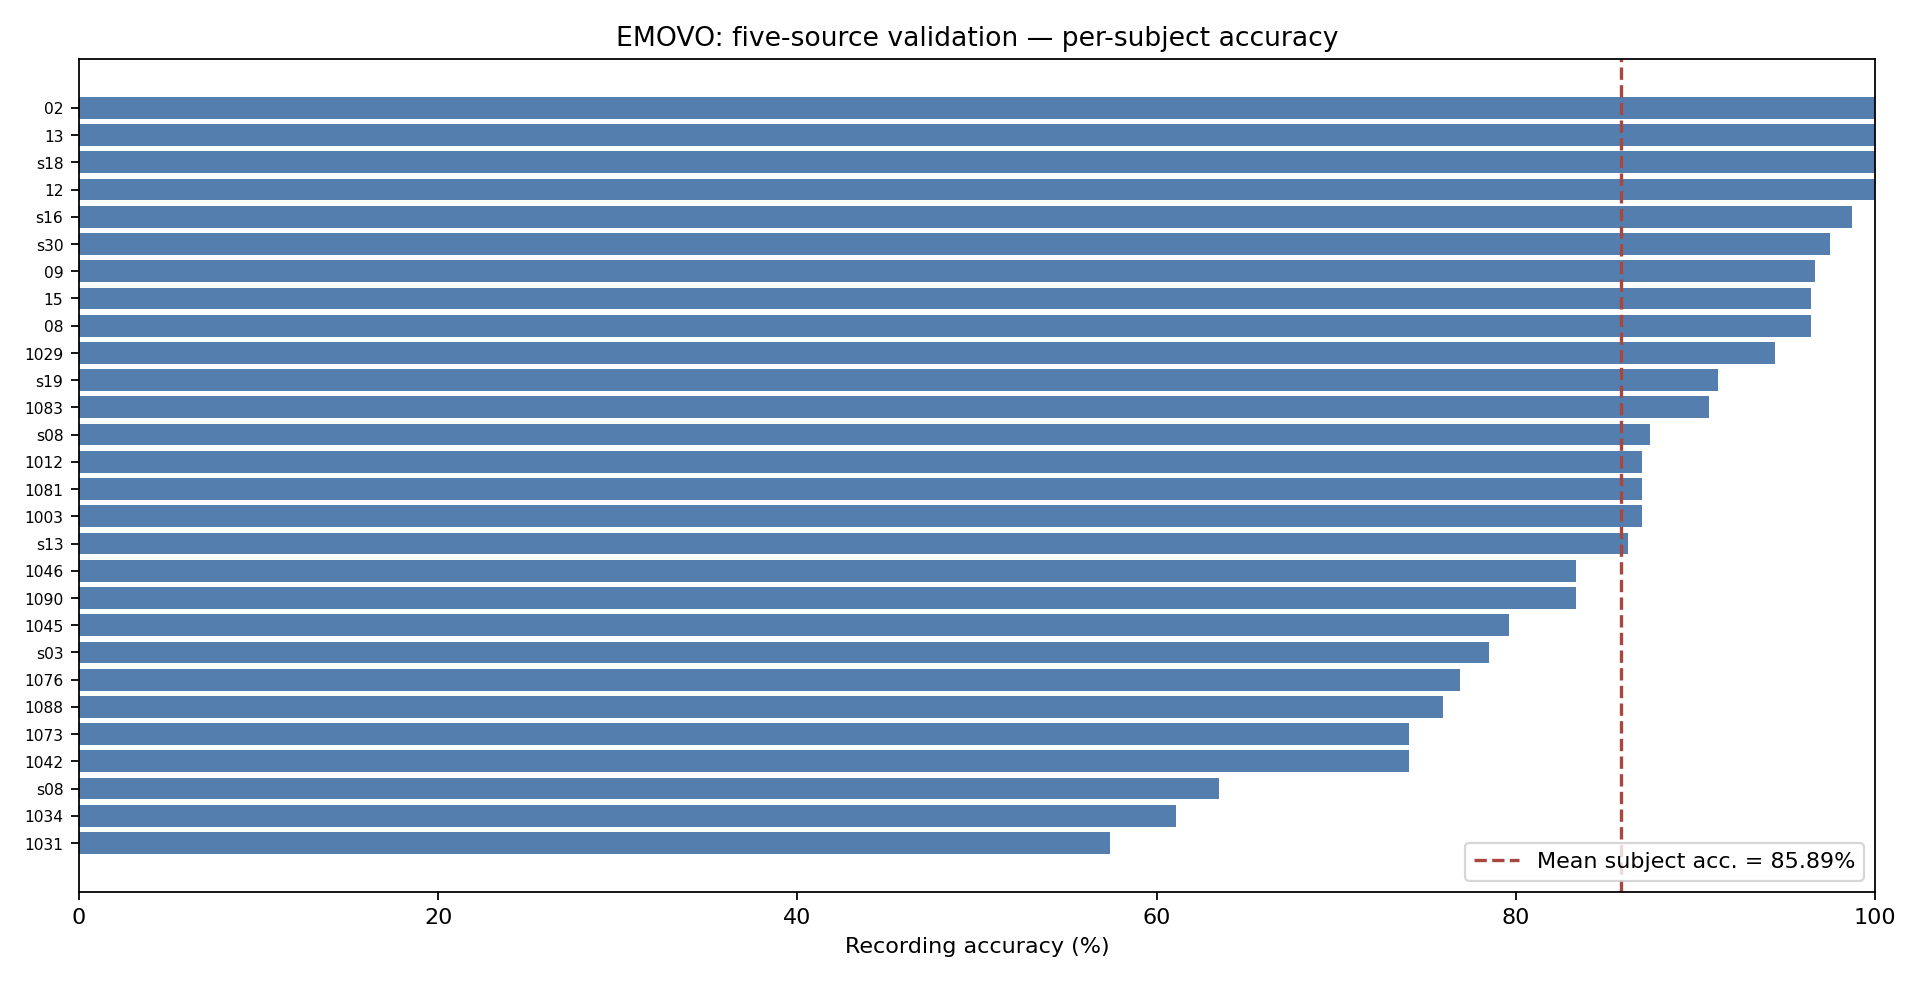 EMOVO: five-source validation — per-subject accuracy
02
13
s18
12
s16
s30
09
15
08
1029
s19
1083
s08
1012
1081
1003
s13
1046
1090
1045
s03
1076
1088
1073
1042
s08
1034
1031
Mean subject acc. = 85.89%
0 20 40 60 80 100
Recording accuracy (%)